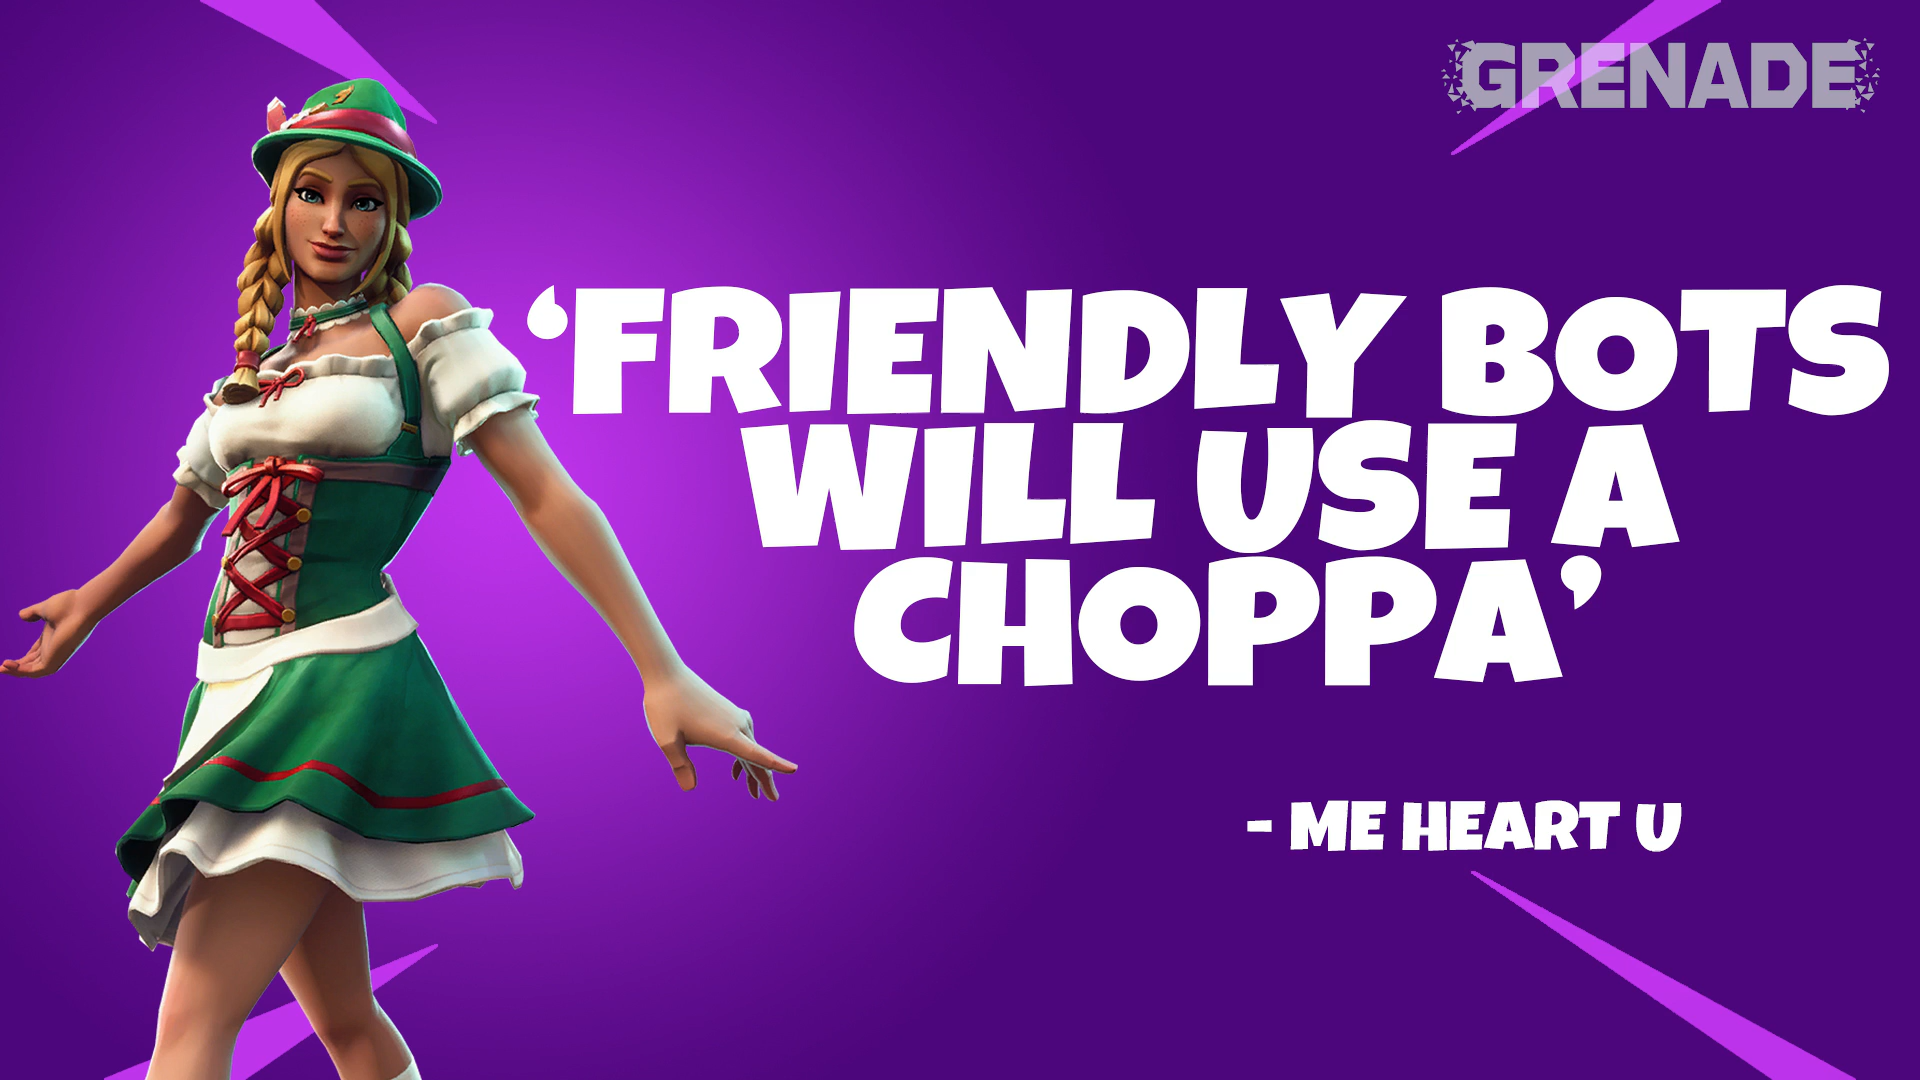 GRENADE
‘FRIENDLY BOTS
WILL USE A
CHOPPA’
- ME HEART U